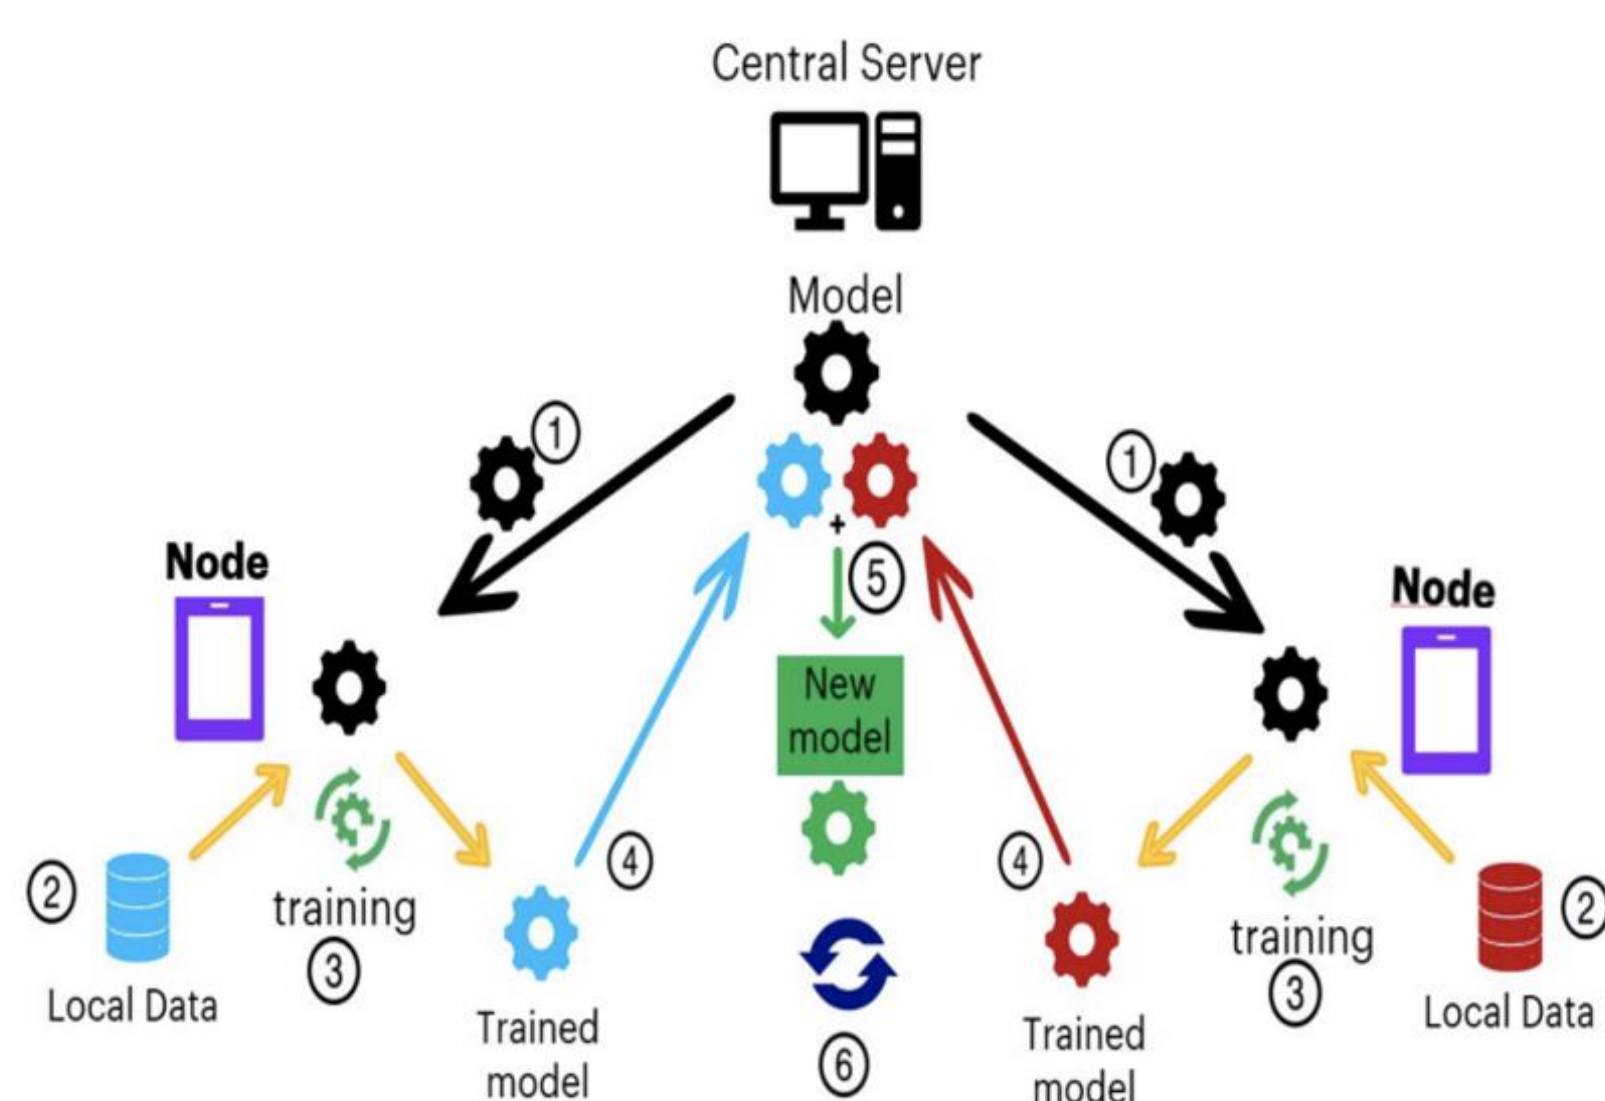 Central Server
Model
1
1
Node
Node
+
5
New
model
2
training
3
Local Data
4
Trained
model
6
4
Trained
model
training
3
2
Local Data